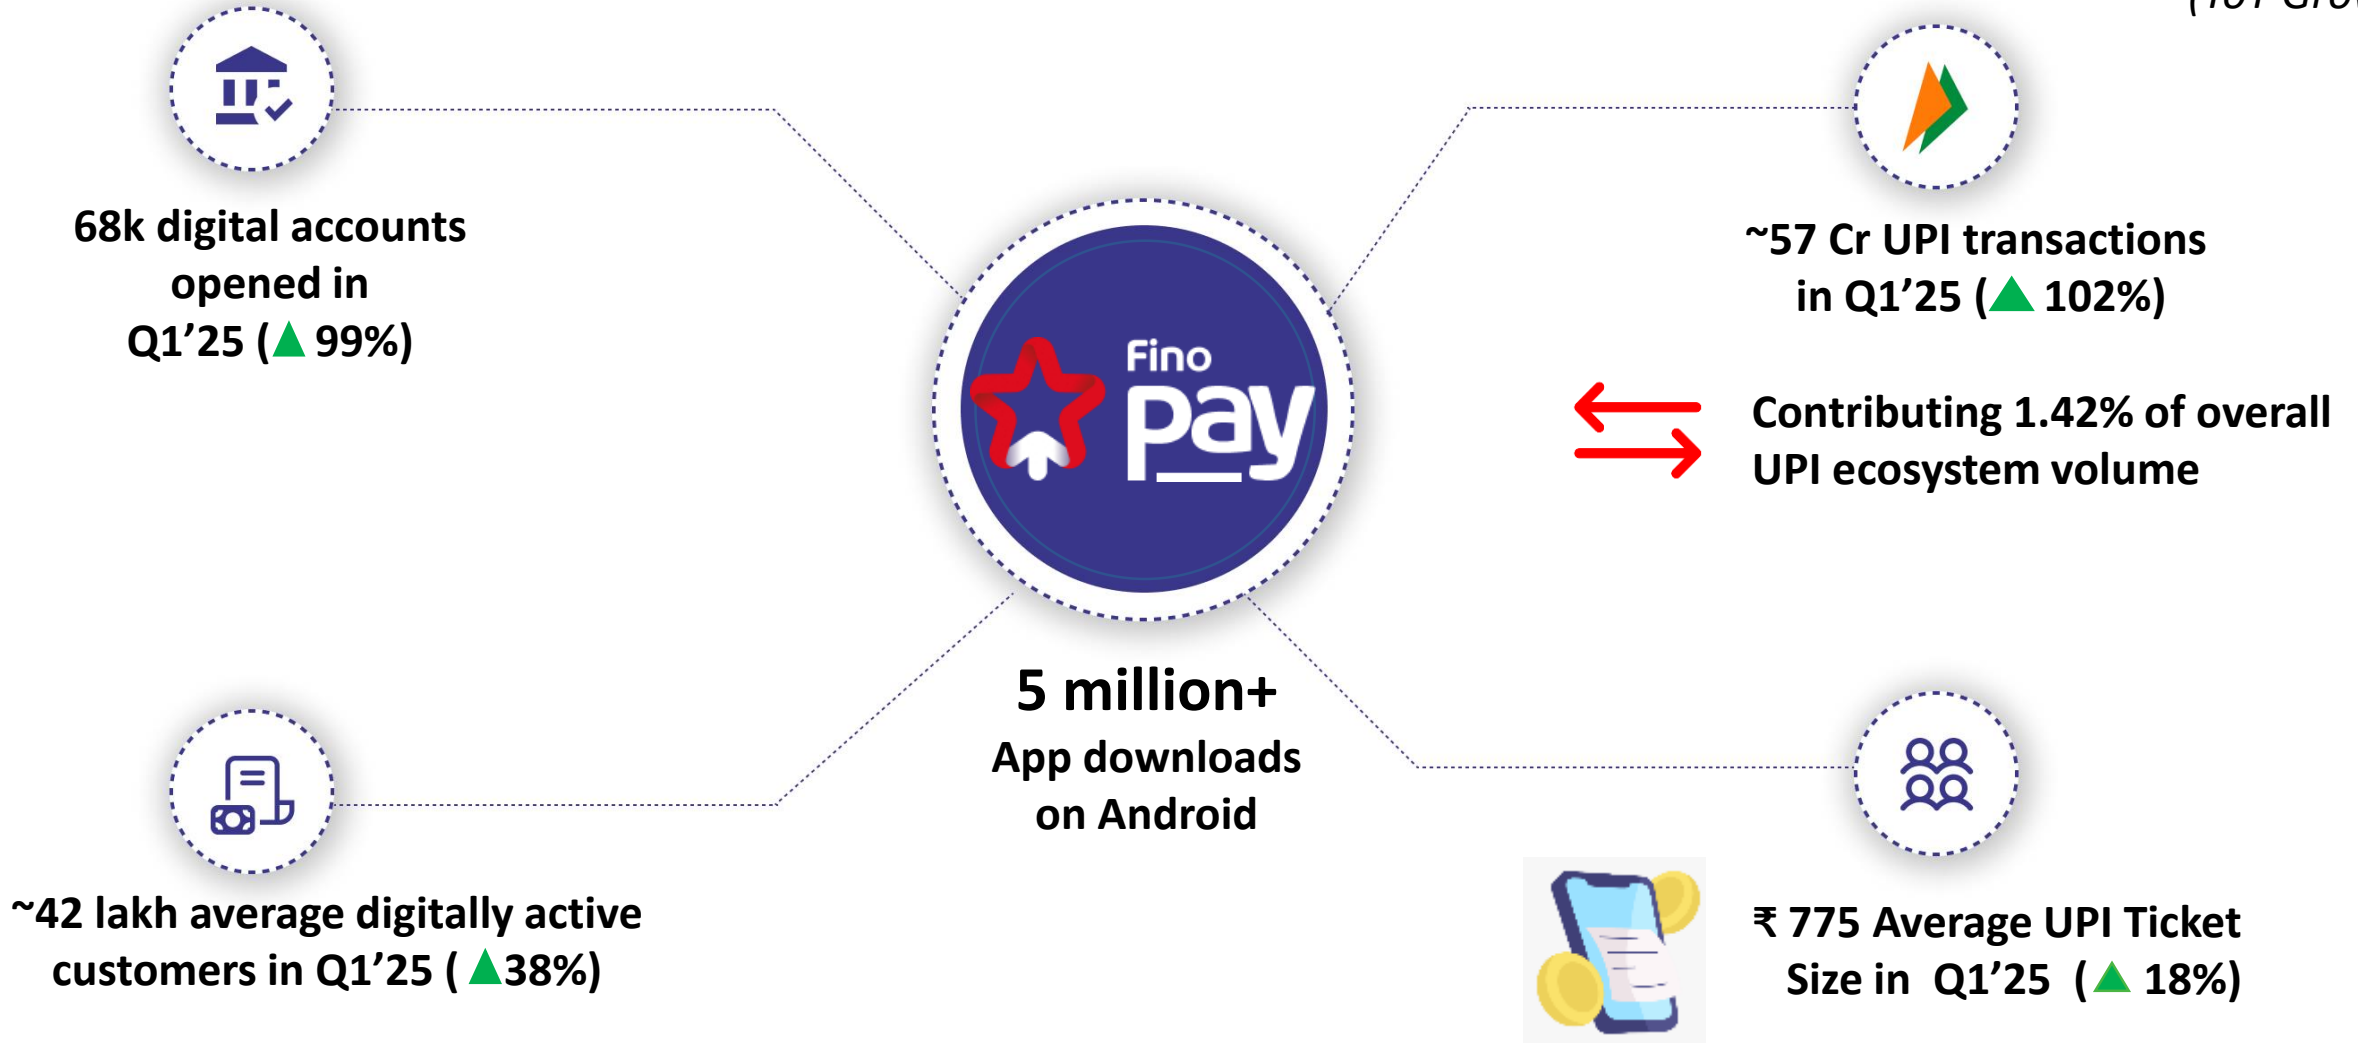 68k digital accounts
opened in
Q1’25 (▲ 99%)
~57 Cr UPI transactions
in Q1’25 (▲ 102%)
Contributing 1.42% of overall
UPI ecosystem volume
Fino
pay
5 million+
App downloads
on Android
~42 lakh average digitally active
customers in Q1’25 ( ▲38%)
₹ 775 Average UPI Ticket
Size in Q1’25 (▲ 18%)